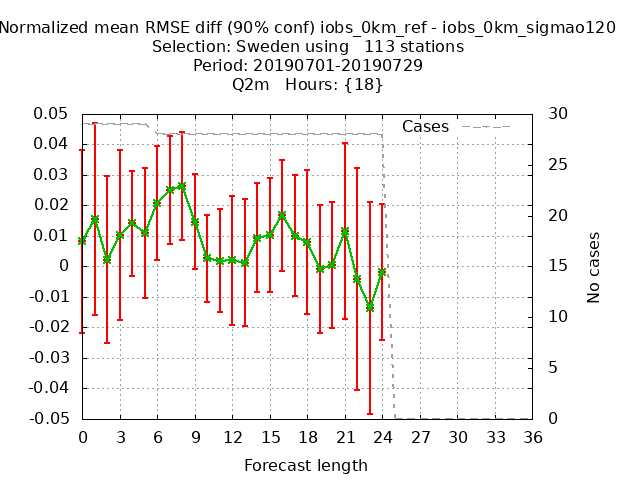 Normalized mean RMSE diff (90% conf) iobs_0km_ref - iobs_0km_sigmao120
Selection: Sweden using   113 stations
Period: 20190701-20190729
Q2m   Hours: {18}
Cases
0.05
0.04
0.03
0.02
0.01
0
-0.01
-0.02
-0.03
-0.04
-0.05
30
25
20
15
10
5
0
No cases
0 3 6 9 12 15 18 21 24 27 30 33 36
Forecast length